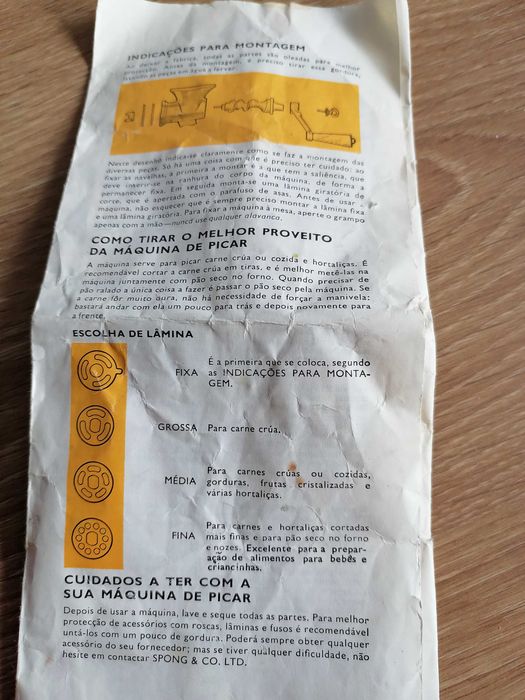 INDICAÇÕES PARA MONTAGEM
Ao deixar a fábrica, todas as partes são oleadas para melhor
protecção. Antes da montagem, é preciso tirar esta gordura,
fixando as peças em água a ferver.
Neste desenho indica-se claramente como se faz a montagem das
diversas peças. Só há uma coisa com que é preciso ter cuidado: ao
fixar as navalhas, a primeira a montar é a que tem a saliência, que
deve inserir-se na ranhura do corpo da máquina, de forma a
permanecer fixa. Em seguida monta-se uma lâmina giratória de
corte, que é apertada com o parafuso de asas. Antes de usar a
máquina, não esquecer que é sempre preciso montar a lâmina fixa
e uma lâmina giratória. Para fixar a máquina à mesa, aperte o grampo
apenas com a mão—nunca use qualquer alavanca.
COMO TIRAR O MELHOR PROVEITO
DA MÁQUINA DE PICAR
A máquina serve para picar carne crúa ou cozida e hortaliças. É
recomendável cortar a carne crúa em tiras, e é melhor metê-las na
máquina juntamente com pão seco no forno. Quando precisar de
pão ralado a única coisa a fazer é passar o pão seco pela máquina. Se
a carne fôr muito dura, não há necessidade de forçar a manivela:
bastará andar com ela um pouco para trás e depois novamente para
a frente.
ESCOLHA DE LÂMINA
FIXA
É a primeira que se coloca, segundo
as INDICAÇÕES PARA MONTA-
GEM.
GROSSA Para carne crúa.
MÉDIA
Para carnes crúas ou cozidas,
gorduras, frutas cristalizadas e
várias hortaliças.
FINA
Para carnes e hortaliças cortadas
mais finas e para pão seco no forno
e nozes. Excelente para a prepar-
ação de alimentos para bebés e
criancinhas.
CUIDADOS A TER COM A
SUA MÁQUINA DE PICAR
Depois de usar a máquina, lave e seque todas as partes. Para melhor
protecção de acessórios com roscas, lâminas e fusos é recomendável
untá-los com um pouco de gordura. Poderá sempre obter qualquer
acessório do seu fornecedor; mas se tiver qualquer dificuldade, não
hesite em contactar SPONG & CO. LTD.